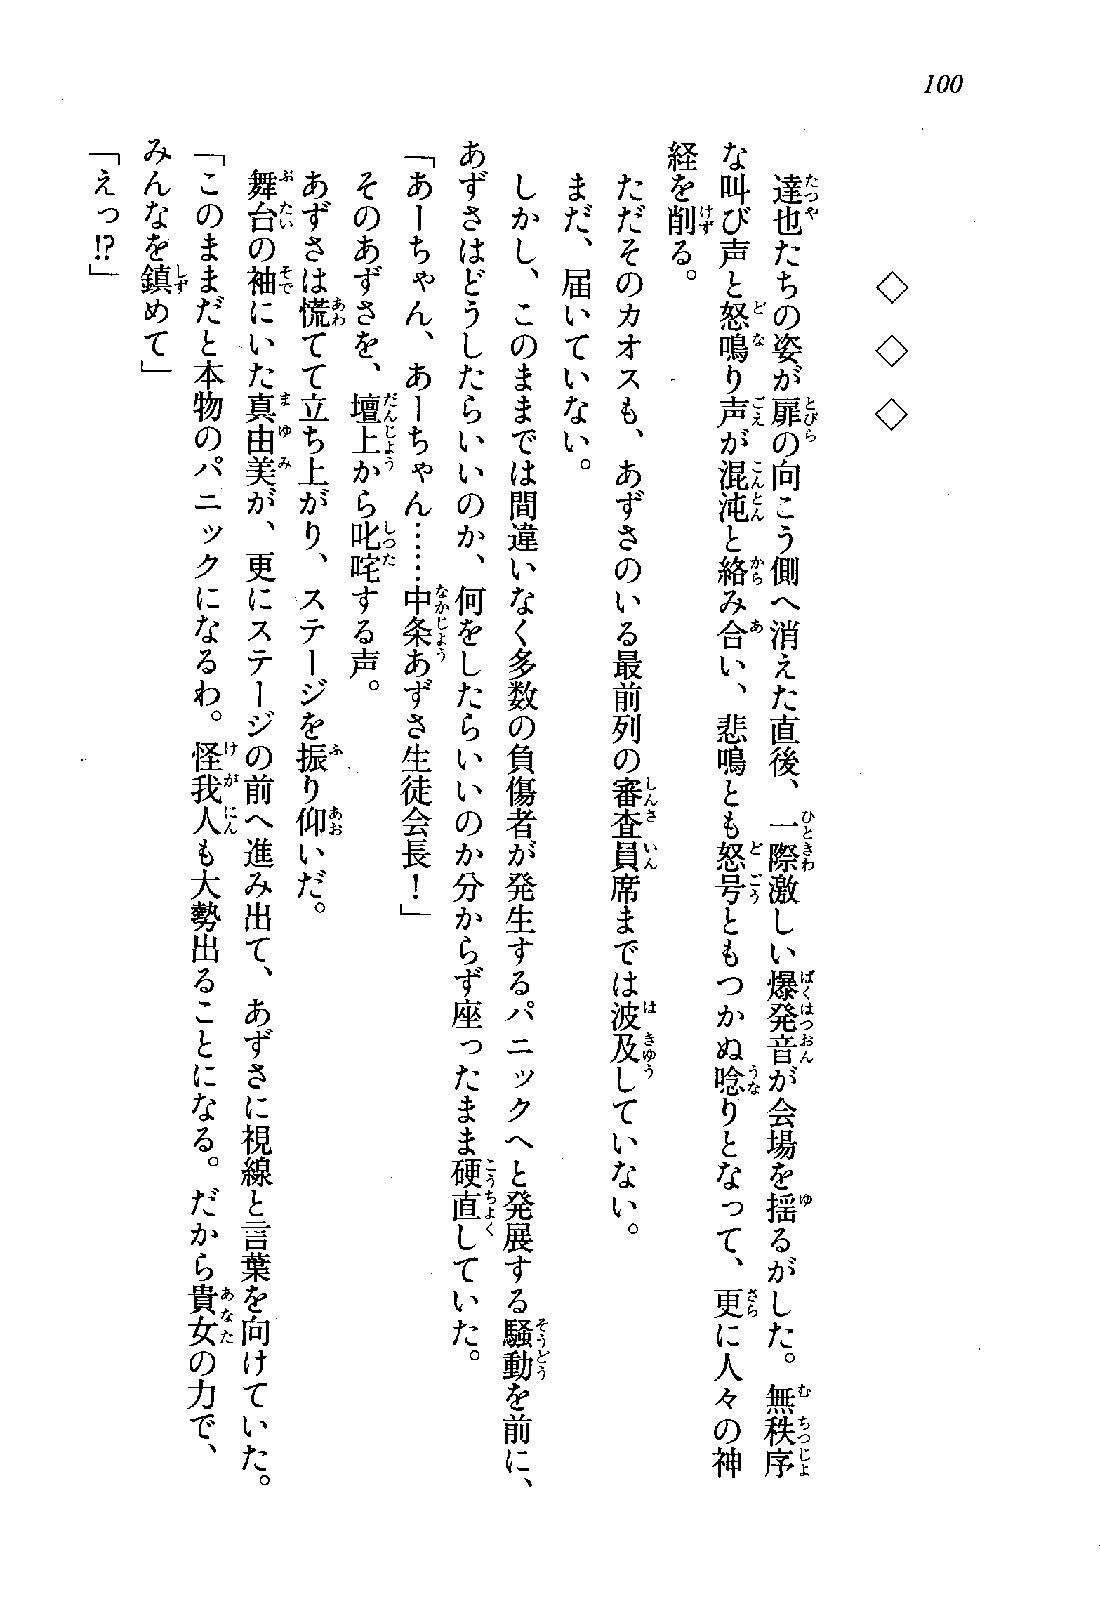 100
◇　◇　◇
達也たちの姿が扉の向こう側へ消えた直後、一際激しい爆発音が会場を揺るがした。無秩序
な叫び声と怒鳴り声が混沌と絡み合い、悲鳴とも怒号ともつかぬ唸りとなって、更に人々の神
経を削る。
ただそのカオスも、あずさのいる最前列の審査員席までは波及していない。
まだ、届いていない。
しかし、このままでは間違いなく多数の負傷者が発生するパニックへと発展する騒動を前に、
あずさはどうしたらいいのか、何をしたらいいのか分からず座ったまま硬直していた。
「あーちゃん、あーちゃん……中条あずさ生徒会長！」
そのあずさを、壇上から叱咤する声。
あずさは慌てて立ち上がり、ステージを振り仰いだ。
舞台の袖にいた真由美が、更にステージの前へ進み出て、あずさに視線と言葉を向けていた。
「このままだと本物のパニックになるわ。怪我人も大勢出ることになる。だから貴女の力で、
みんなを鎮めて」
「えっ!?」